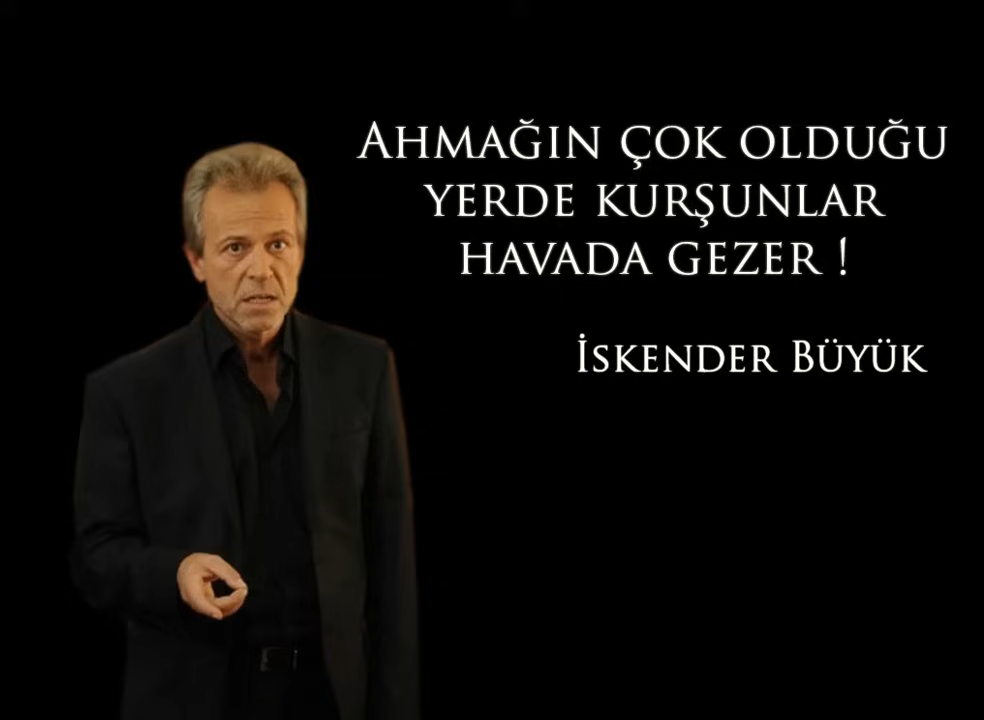 AHMAĞIN ÇOK OLDUĞU
YERDE KURŞUNLAR
HAVADA GEZER !
İSKENDER BÜYÜK